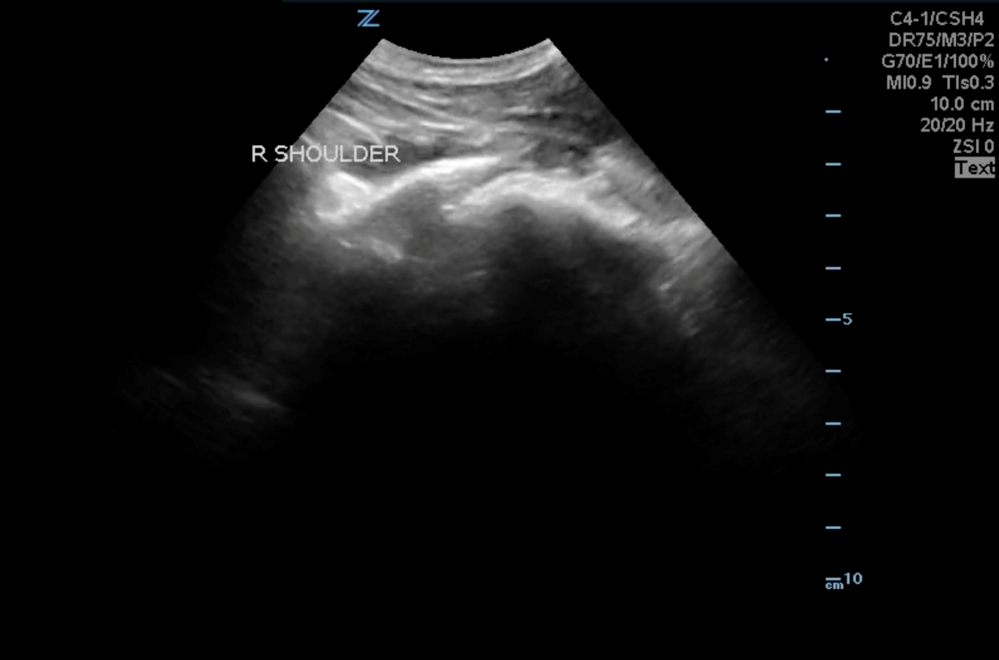 C4-1/CSH4
DR75/M3/P2
G70/E1/100%
MI0.9 TIs0.3
10.0 cm
20/20 Hz
ZSI 0
Text
R SHOULDER
5
10
cm